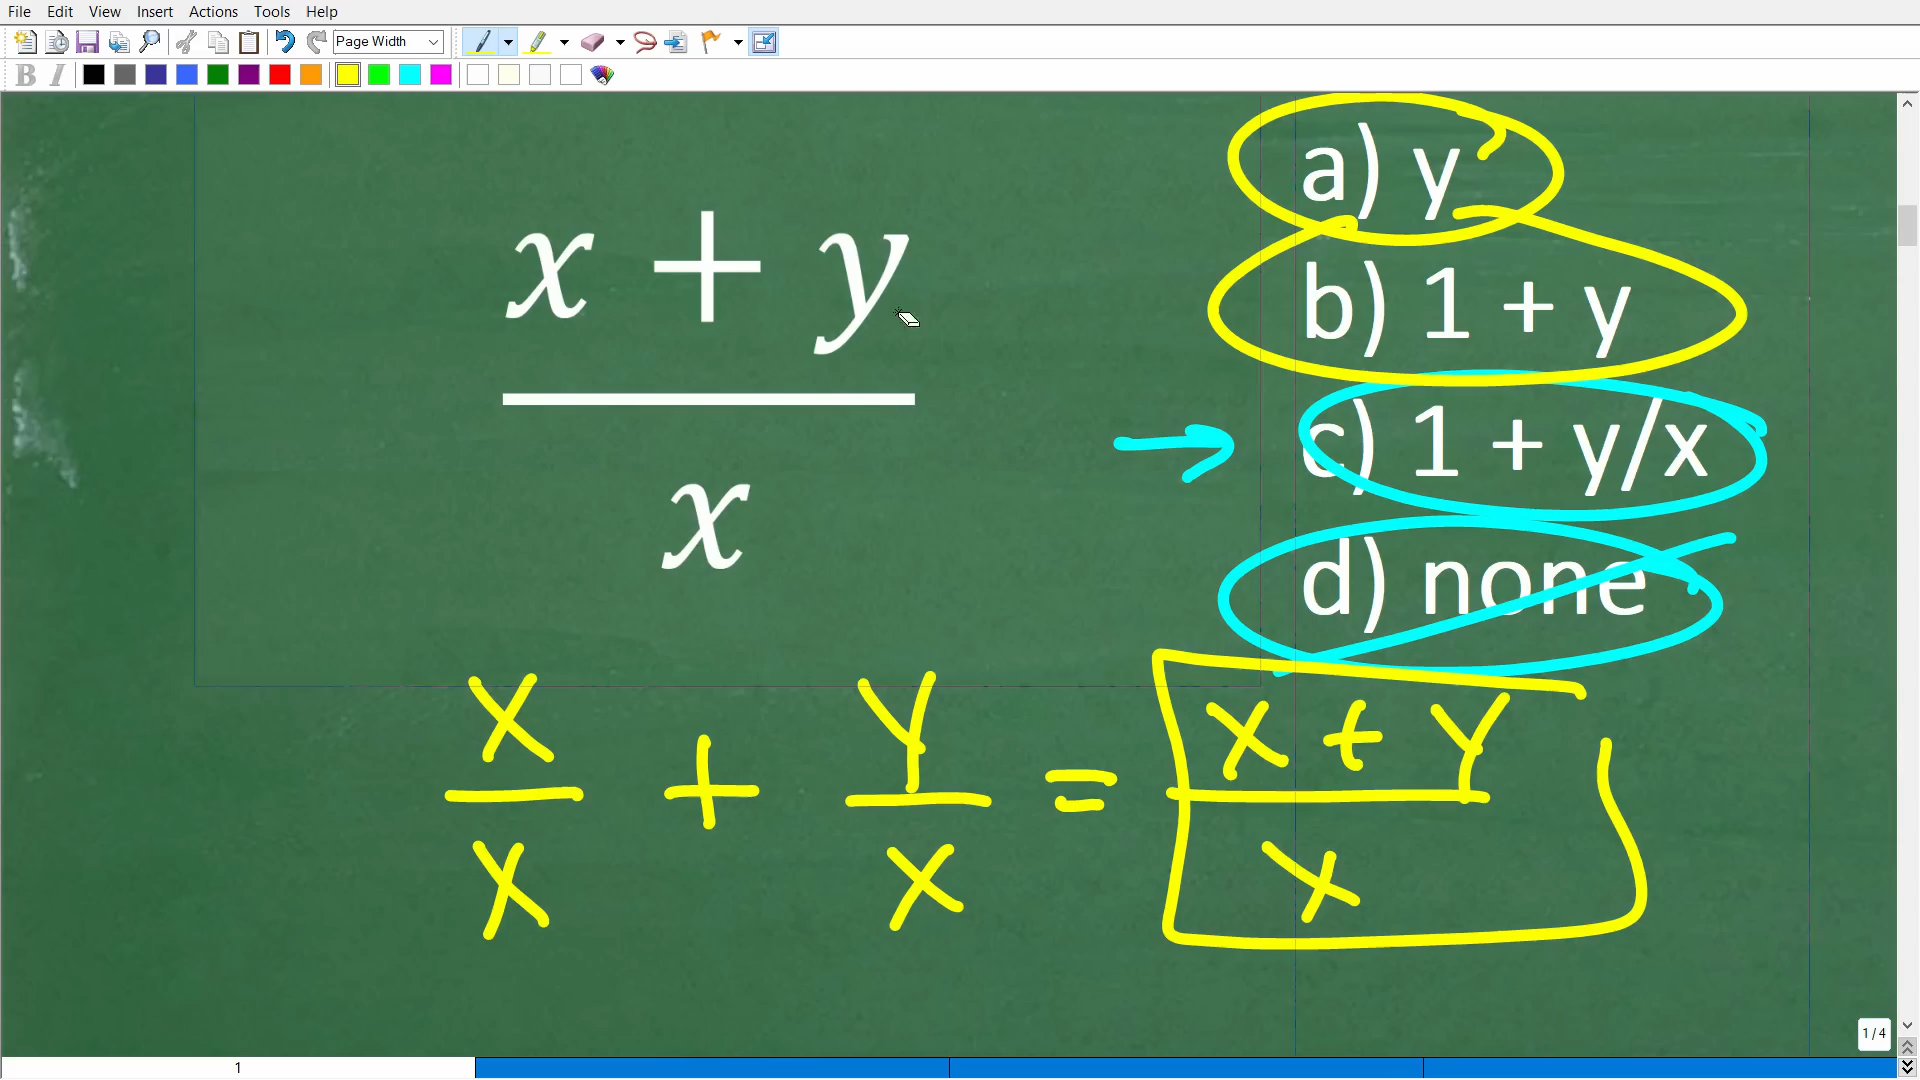 File Edit View Insert Actions Tools Help
Page Width
B I
x + y
x
a) y
b) 1 + y
c) 1 + y/x
d) none
X + Y = X + Y
X X X
1 / 4
1